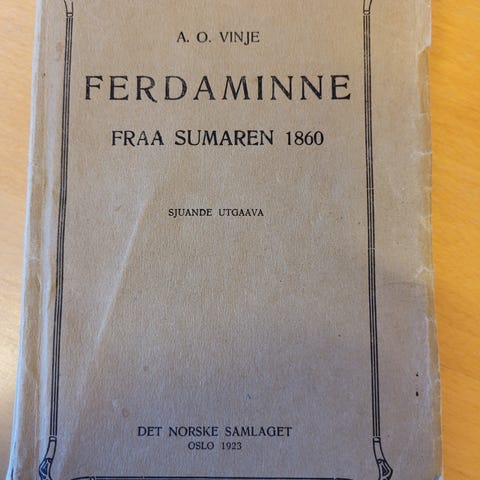 A. O. VINJE
FERDAMINNE
FRAA SUMAREN 1860
SJUANDE UTGAAVA
DET NORSKE SAMLAGET
OSLO 1923